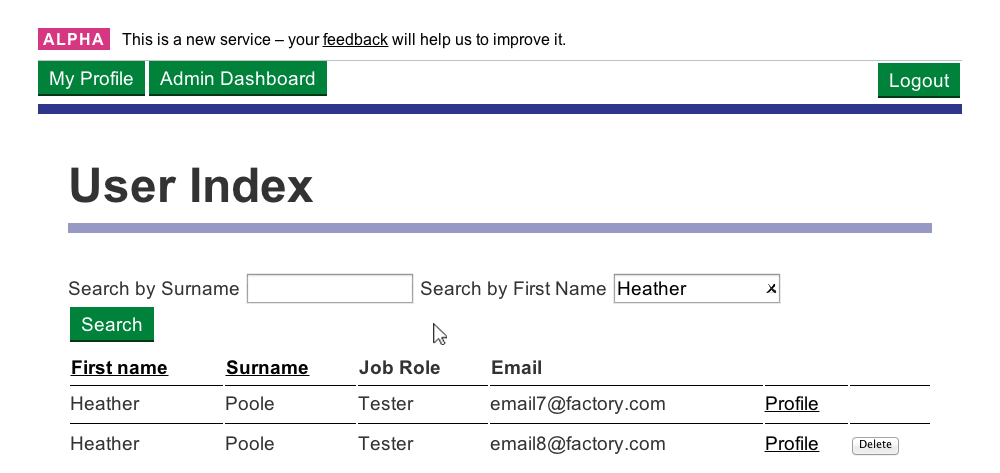 ALPHA This is a new service – your feedback will help us to improve it.
My Profile Admin Dashboard Logout
User Index
Search by Surname Search by First Name Heather
Search
First name Surname Job Role Email
Heather Poole Tester email7@factory.com Profile
Heather Poole Tester email8@factory.com Profile Delete